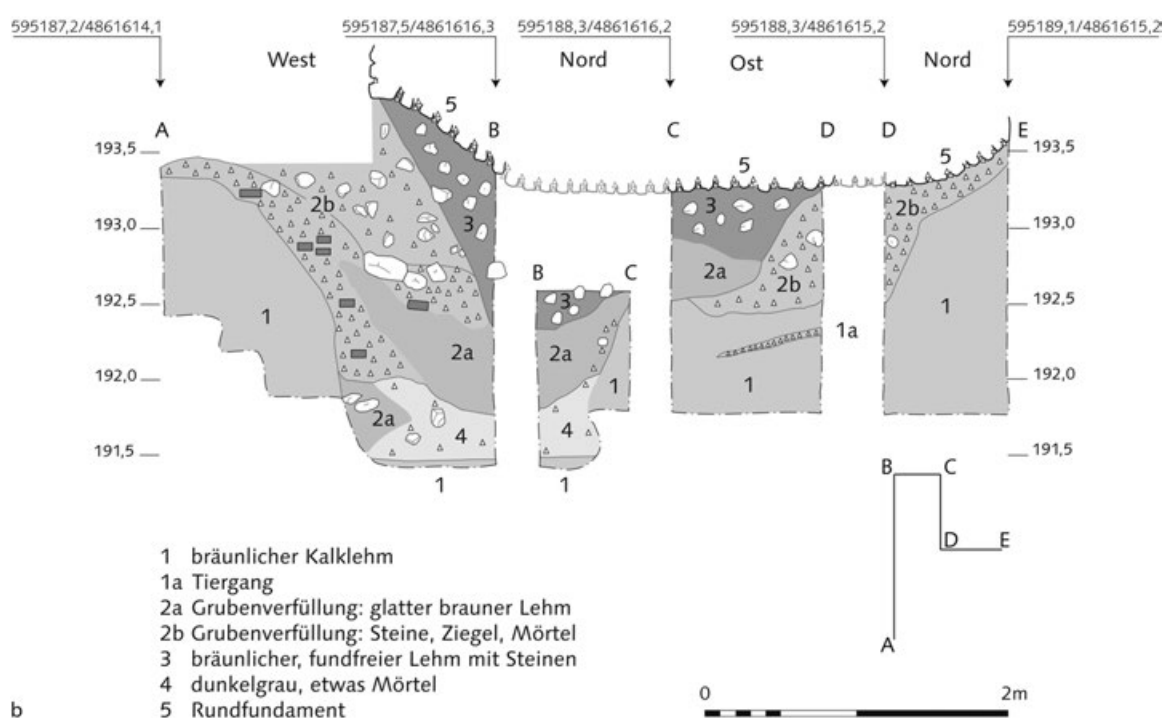 595187,2/4861614,1 595187,5/4861616,3 595188,3/4861616,2 595188,3/4861615,2 595189,1/4861615,2
West Nord Ost Nord
5
A B C D D E
193,5 5 5 193,5
2b 3 2b
193,0 3 193,0
B C 2a
2b
192,5 3 192,5
1 2a 2a 1a 1
192,0 1 1 192,0
2a 4 4
191,5 191,5
1 1 B C
D E
A
1 bräunlicher Kalklehm
1a Tiergang
2a Grubenverfüllung: glatter brauner Lehm
2b Grubenverfüllung: Steine, Ziegel, Mörtel
3 bräunlicher, fundfreier Lehm mit Steinen
4 dunkelgrau, etwas Mörtel
5 Rundfundament
0 2m
b